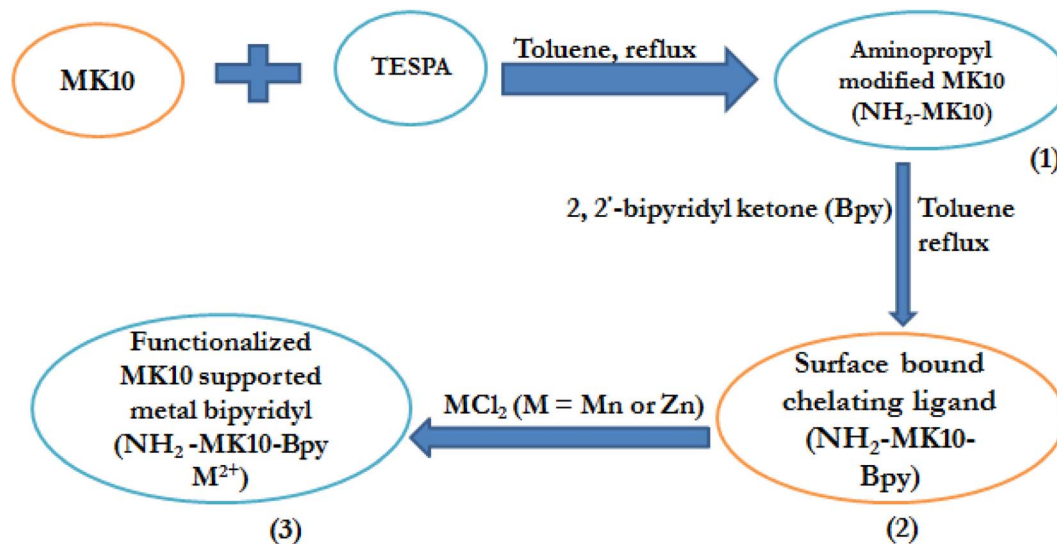 MK10
TESPA
Toluene, reflux
Aminopropyl
modified MK10
(NH₂-MK10)
(1)
2, 2'-bipyridyl ketone (Bpy)
Toluene
reflux
Surface bound
chelating ligand
(NH₂-MK10-
Bpy)
(2)
MCl₂ (M = Mn or Zn)
Functionalized
MK10 supported
metal bipyridyl
(NH₂ -MK10-Bpy
M²⁺)
(3)